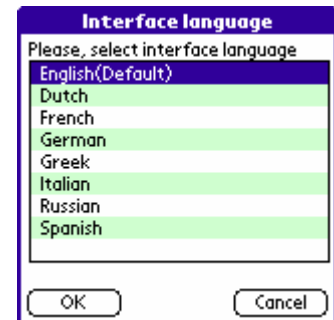 Interface language
Please, select interface language
English(Default)
Dutch
French
German
Greek
Italian
Russian
Spanish
OK
Cancel